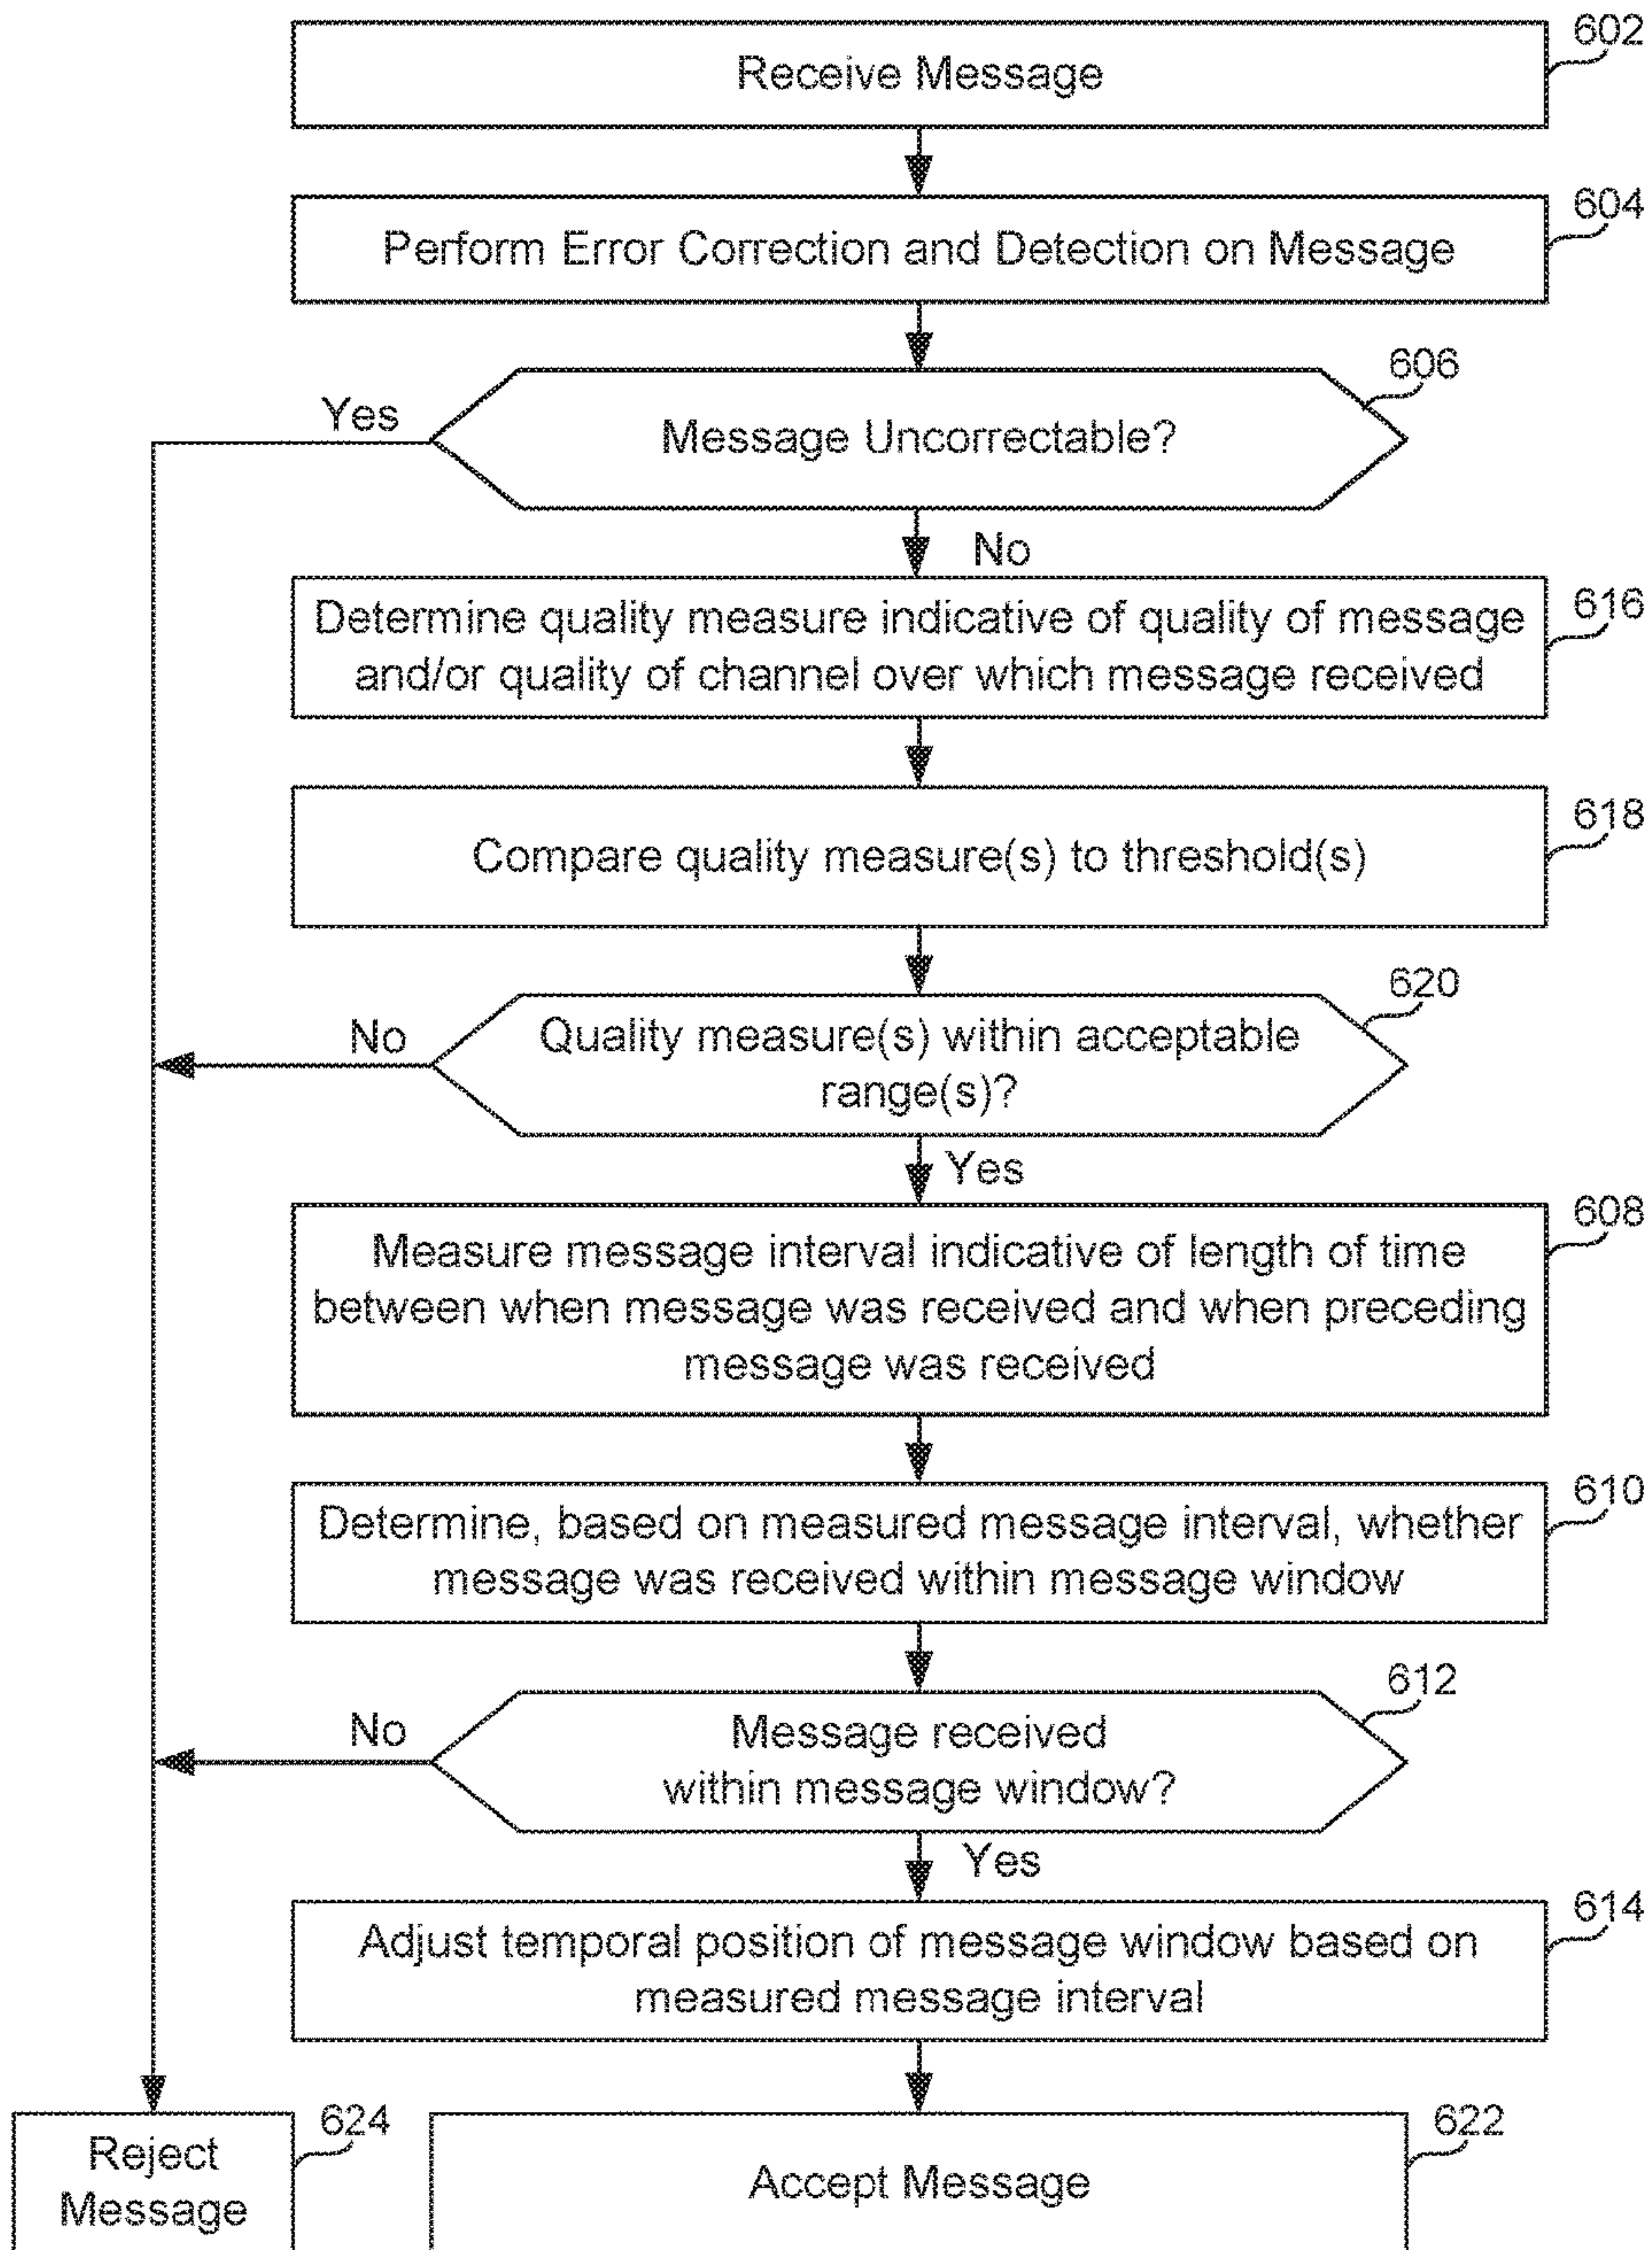 602
Receive Message
604
Perform Error Correction and Detection on Message
606
Yes
Message Uncorrectable?
No
616
Determine quality measure indicative of quality of message
and/or quality of channel over which message received
618
Compare quality measure(s) to threshold(s)
620
No
Quality measure(s) within acceptable
range(s)?
Yes
608
Measure message interval indicative of length of time
between when message was received and when preceding
message was received
610
Determine, based on measured message interval, whether
message was received within message window
612
No
Message received
within message window?
Yes
614
Adjust temporal position of message window based on
measured message interval
624
Reject
Message
622
Accept Message